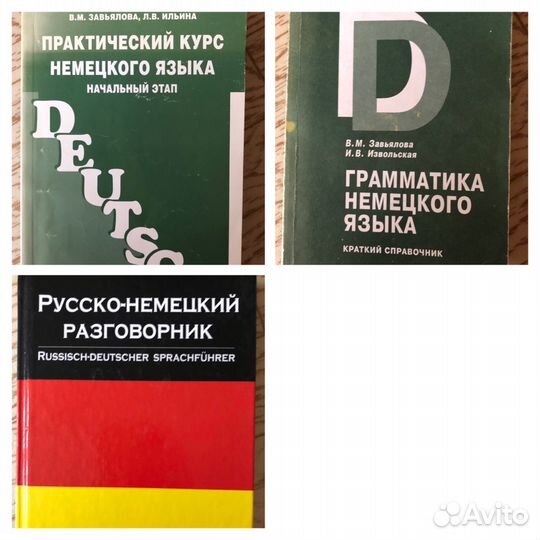 В.М. ЗАВЬЯЛОВА, Л.В. ИЛЬИНА
ПРАКТИЧЕСКИЙ КУРС
НЕМЕЦКОГО ЯЗЫКА
НАЧАЛЬНЫЙ ЭТАП
DEUTSC
D
В.М. Завьялова
И.В. Извольская
ГРАММАТИКА
НЕМЕЦКОГО
ЯЗЫКА
КРАТКИЙ СПРАВОЧНИК
РУССКО-НЕМЕЦКИЙ
РАЗГОВОРНИК
RUSSISCH-DEUTSCHER SPRACHFÜHRER
Avito